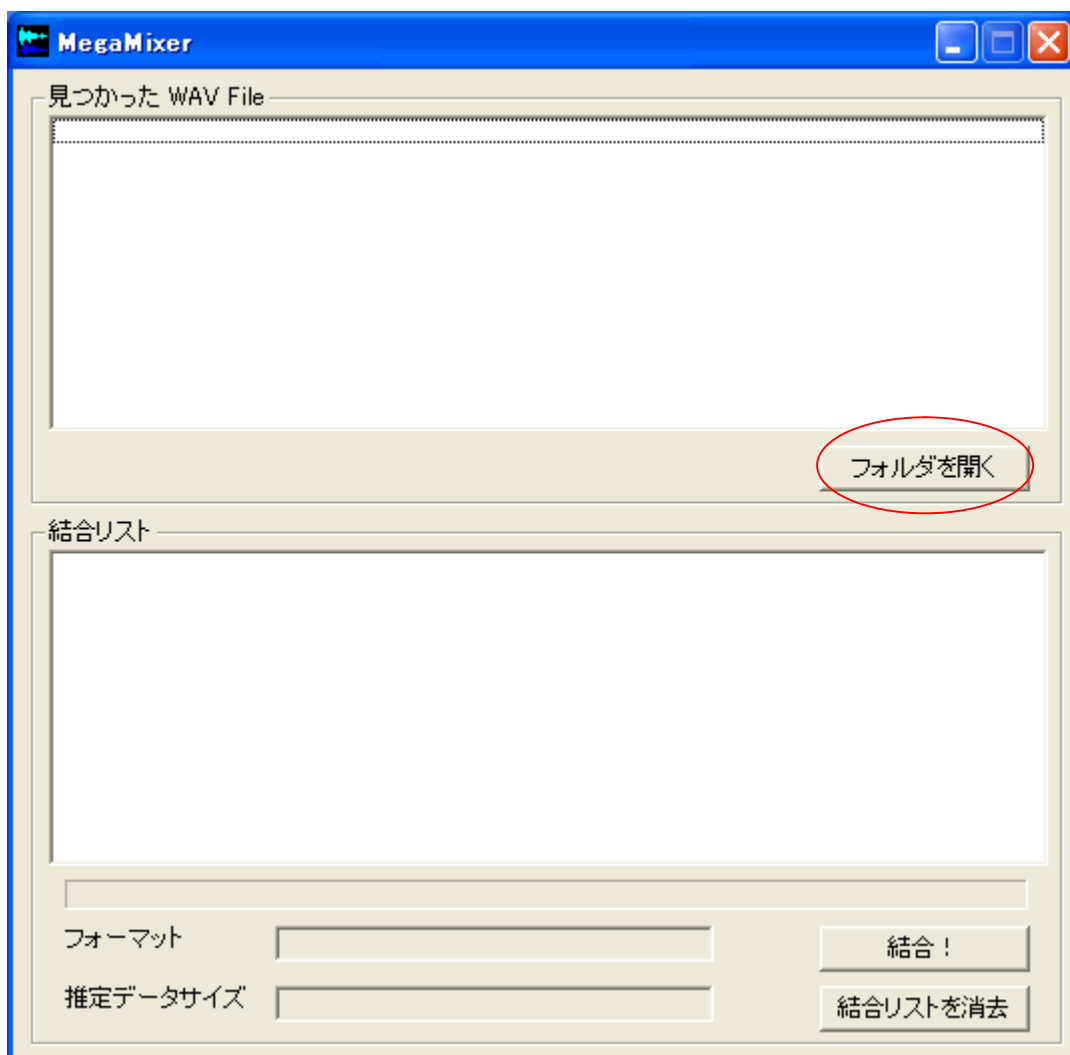 MegaMixer
見つかった WAV File
フォルダを開く
結合リスト
フォーマット
結合！
推定データサイズ
結合リストを消去